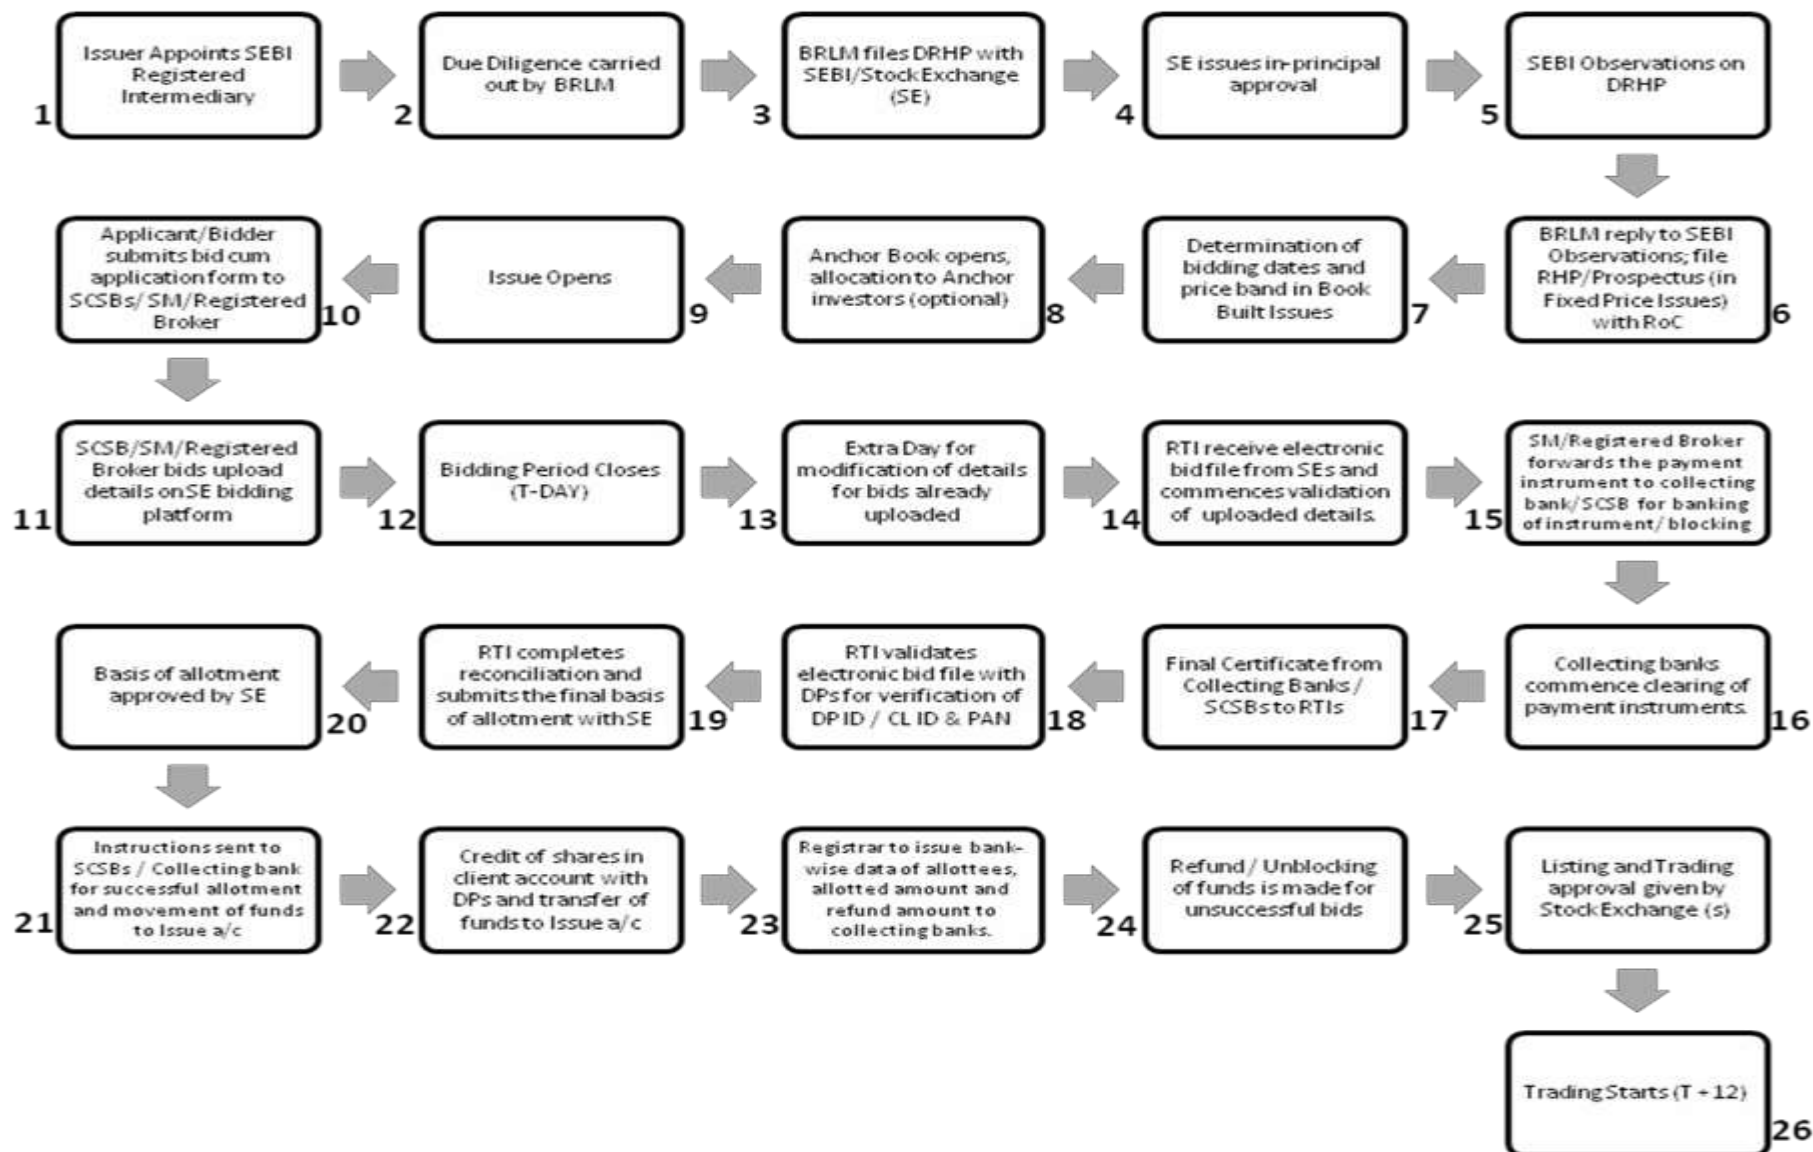 Issuer Appoints SEBI
Registered
Intermediary
1
Due Diligence carried
out by BRLM
2
BRLM files DRHP with
SEBI/Stock Exchange
(SE)
3
SE issues in-principal
approval
4
SEBI Observations on
DRHP
5
BRLM reply to SEBI
Observations; file
RHP/Prospectus (in
Fixed Price Issues)
with RoC
6
Determination of
bidding dates and
price band in Book
Built Issues
7
Anchor Book opens,
allocation to Anchor
investors (optional)
8
Issue Opens
9
Applicant/Bidder
submits bid cum
application form to
SCSBs/ SM/Registered
Broker
10
SCSB/SM/Registered
Broker bids upload
details on SE bidding
platform
11
Bidding Period Closes
(T-DAY)
12
Extra Day for
modification of details
for bids already
uploaded
13
RTI receive electronic
bid file from SEs and
commences validation
of uploaded details.
14
SM/Registered Broker
forwards the payment
instrument to collecting
bank/SCSB for banking
of instrument/ blocking
15
Collecting banks
commence clearing of
payment instruments.
16
Final Certificate from
Collecting Banks /
SCSBs to RTIs
17
RTI validates
electronic bid file with
DPs for verification of
DP ID / CL ID & PAN
18
RTI completes
reconciliation and
submits the final basis
of allotment with SE
19
Basis of allotment
approved by SE
20
Instructions sent to
SCSBs / Collecting bank
for successful allotment
and movement of funds
to Issue a/c
21
Credit of shares in
client account with
DPs and transfer of
funds to Issue a/c
22
Registrar to issue bank-
wise data of allottees,
allotted amount and
refund amount to
collecting banks.
23
Refund / Unblocking
of funds is made for
unsuccessful bids
24
Listing and Trading
approval given by
Stock Exchange (s)
25
Trading Starts (T + 12)
26